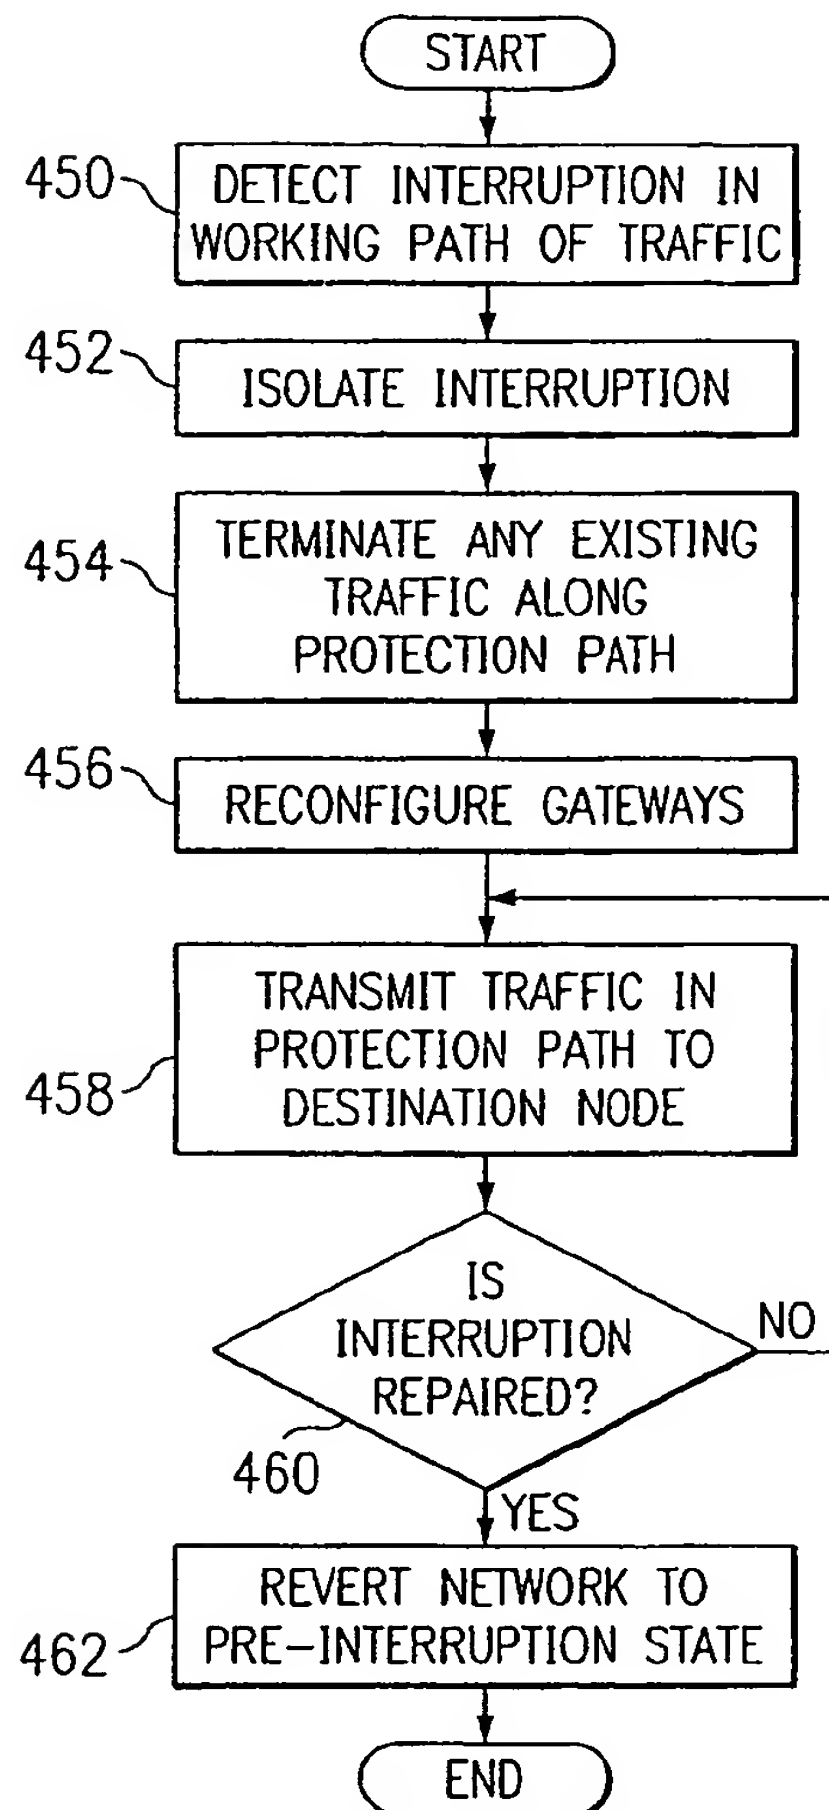 START
450
DETECT INTERRUPTION IN
WORKING PATH OF TRAFFIC
452
ISOLATE INTERRUPTION
454
TERMINATE ANY EXISTING
TRAFFIC ALONG
PROTECTION PATH
456
RECONFIGURE GATEWAYS
458
TRANSMIT TRAFFIC IN
PROTECTION PATH TO
DESTINATION NODE
IS
INTERRUPTION
REPAIRED?
NO
460
YES
462
REVERT NETWORK TO
PRE-INTERRUPTION STATE
END